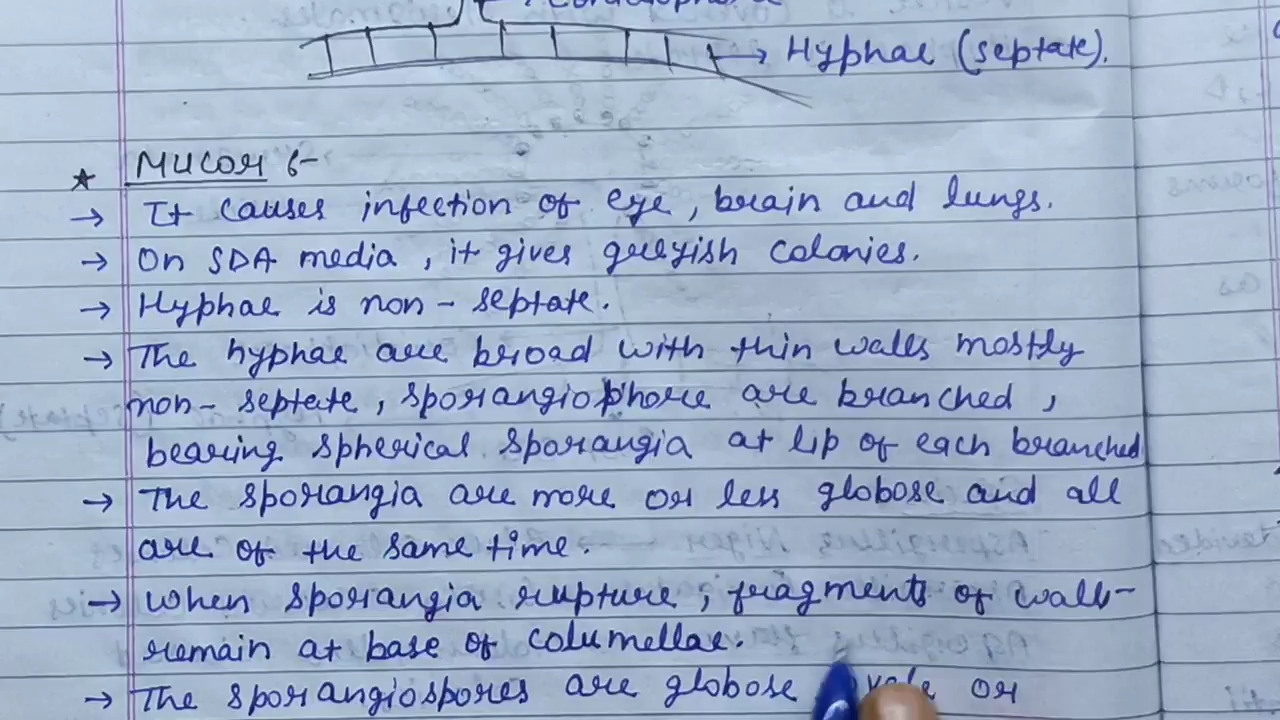 → Hyphae (septate).
★ Mucor :-
→ It causes infection of eye, brain and lungs.
→ On SDA media, it gives greyish colonies.
→ Hyphae is non-septate.
→ The hyphae are broad with thin walls mostly
non-septate, sporangiophore are branched,
bearing spherical sporangia at lip of each branched
→ The sporangia are more or less globose and all
are of the same time.
→ When sporangia rupture, fragments of wall-
remain at base of columellae.
→ The sporangiospores are globose or